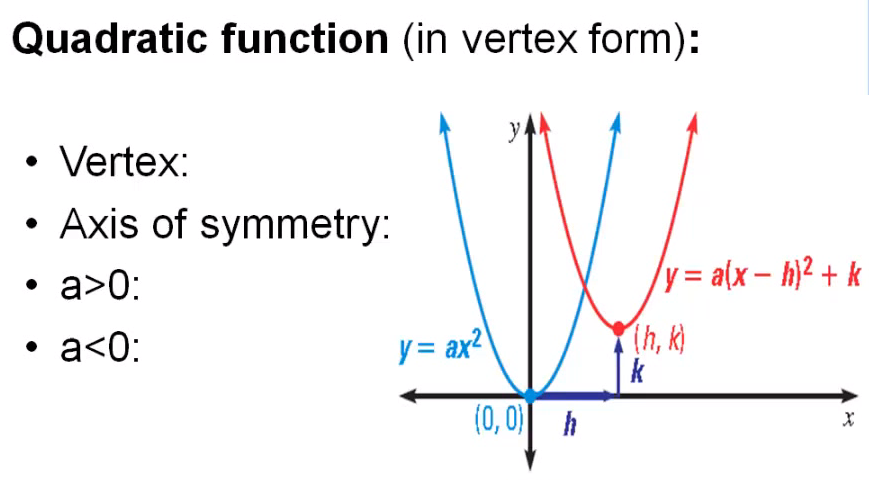 Quadratic function (in vertex form):
• Vertex:
• Axis of symmetry:
• a>0:
• a<0:
y
y = a(x – h)² + k
y = ax²
(h, k)
k
(0, 0)
h
x